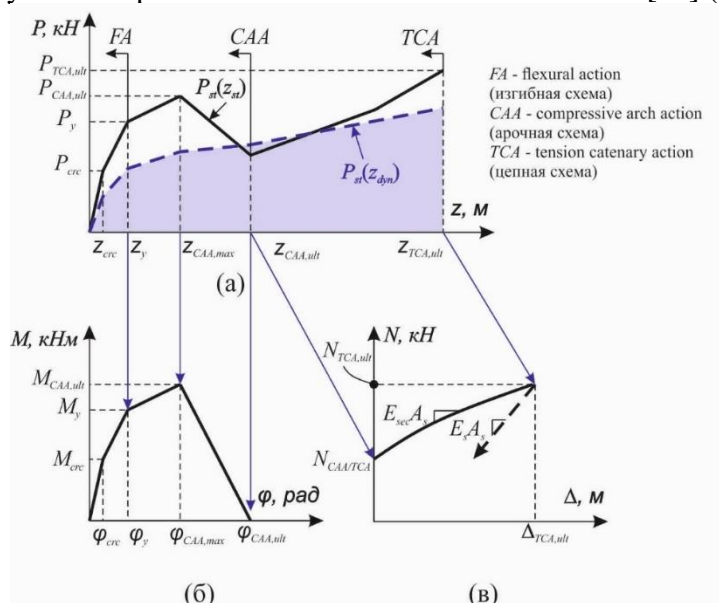 P, кН
FA
CAA
TCA
P_TCA,ult
P_CAA,ult
P_y
P_crc
P_st(z_st)
P_st(z_dyn)
FA - flexural action
(изгибная схема)
CAA - compressive arch action
(арочная схема)
TCA - tension catenary action
(цепная схема)
z, м
z_crc z_y z_CAA,max z_CAA,ult z_TCA,ult
(а)
M, кНм
M_CAA,ult
M_y
M_crc
φ, рад
φ_crc φ_y φ_CAA,max φ_CAA,ult
(б)
N, кН
N_TCA,ult
E_sec A_s
E_s A_s
N_CAA/TCA
Δ, м
Δ_TCA,ult
(в)